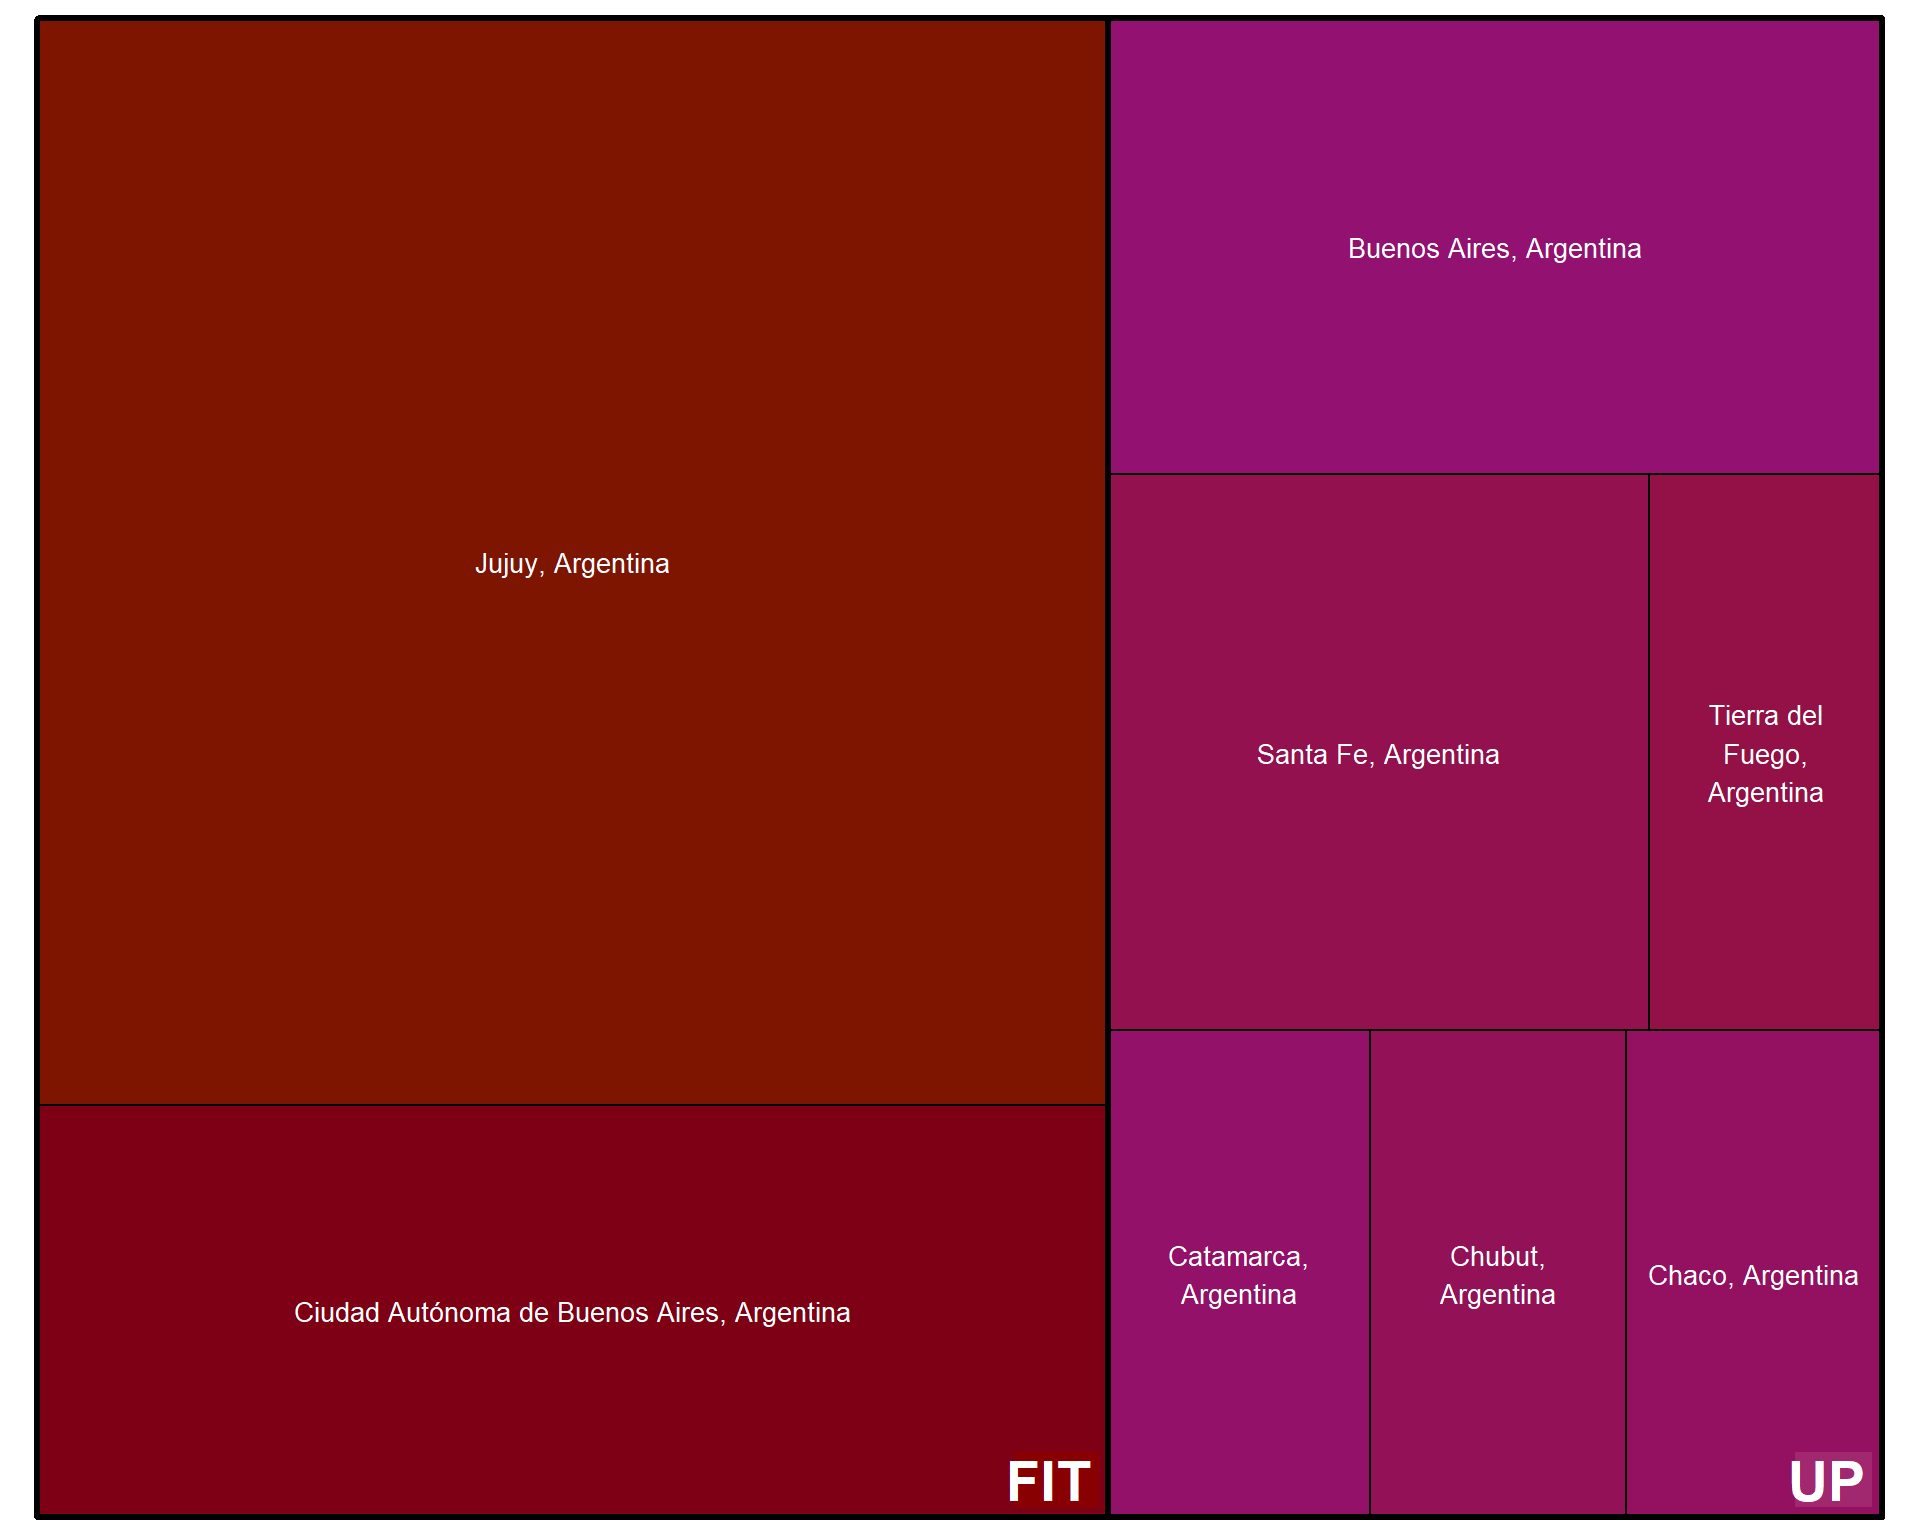 Jujuy, Argentina
Ciudad Autónoma de Buenos Aires, Argentina
FIT
Buenos Aires, Argentina
Santa Fe, Argentina
Tierra del
Fuego,
Argentina
Catamarca,
Argentina
Chubut,
Argentina
Chaco, Argentina
UP